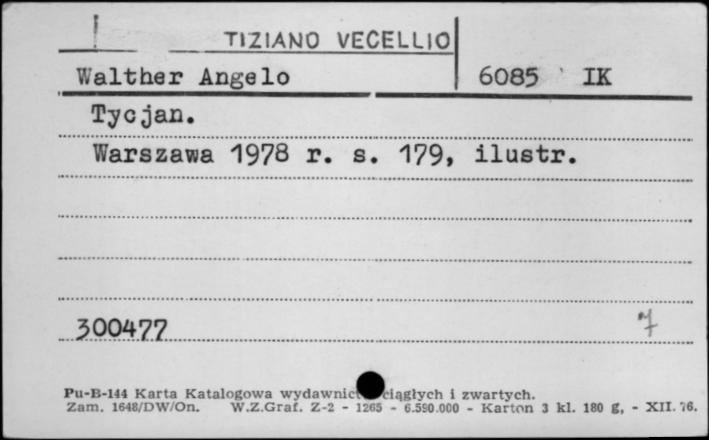 TIZIANO VECELLIO
Walther Angelo 6085 IK
Tycjan.
Warszawa 1978 r. s. 179, ilustr.
300477 7
Pu-B-144 Karta Katalogowa ciągłych i zwartych.
Zam. 1648/DW/On. W.Z.Graf. Z-2 - 1265 - 6.590.000 - Karton 3 kl. 180 g, - XII. 76.